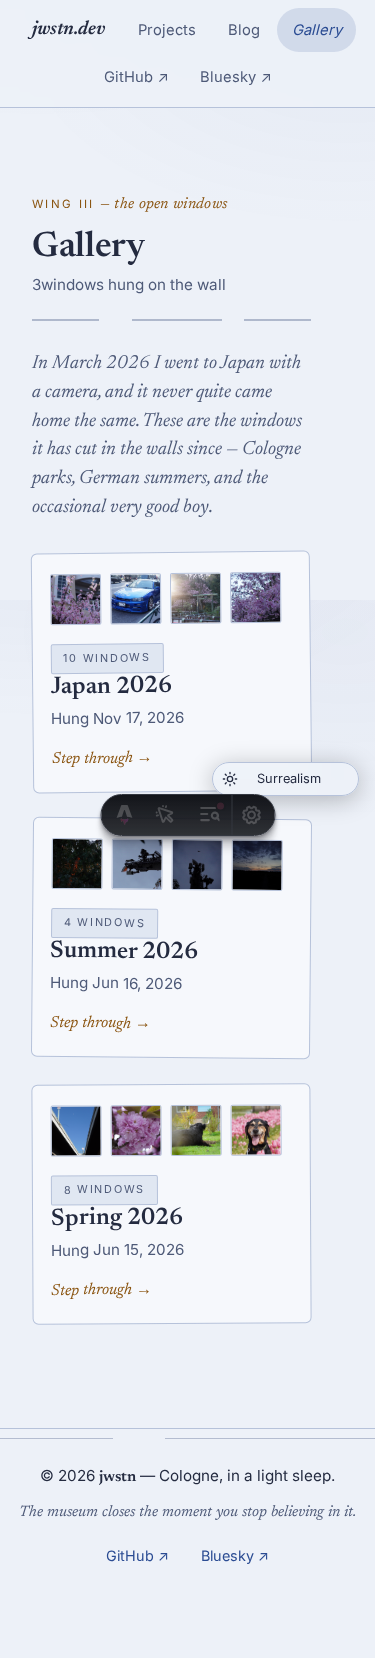 jwstn.dev Projects Blog Gallery
GitHub ↗ Bluesky ↗
WING III — the open windows
Gallery
3windows hung on the wall
In March 2026 I went to Japan with
a camera, and it never quite came
home the same. These are the windows
it has cut in the walls since — Cologne
parks, German summers, and the
occasional very good boy.
10 WINDOWS
Japan 2026
Hung Nov 17, 2026
Step through →
Surrealism
4 WINDOWS
Summer 2026
Hung Jun 16, 2026
Step through →
8 WINDOWS
Spring 2026
Hung Jun 15, 2026
Step through →
© 2026 jwstn — Cologne, in a light sleep.
The museum closes the moment you stop believing in it.
GitHub ↗ Bluesky ↗